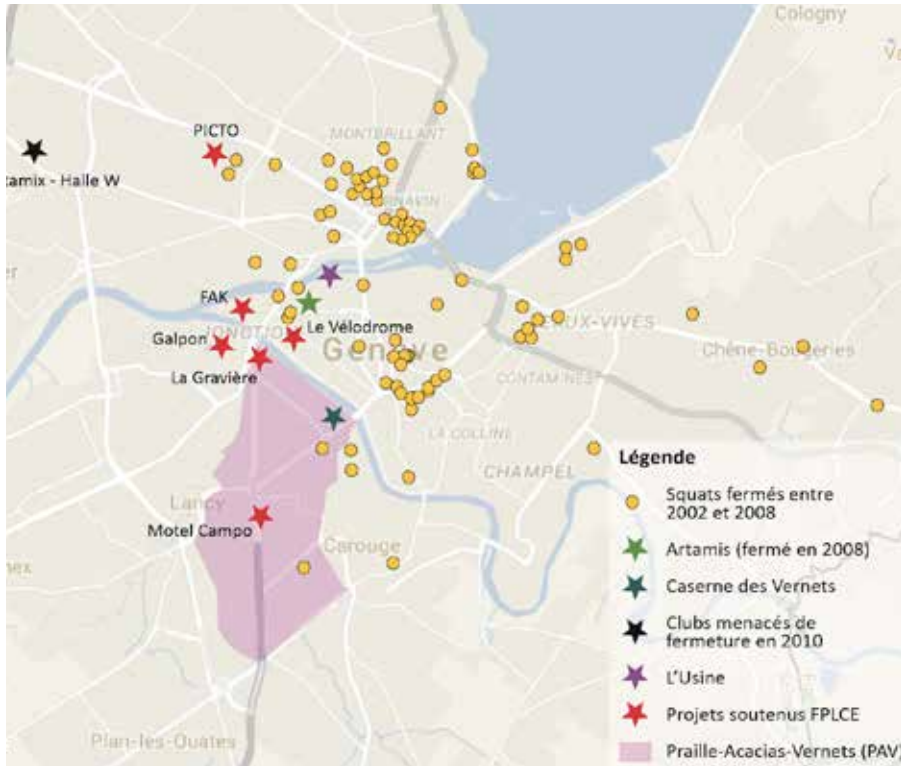 Cologny
PICTO
MONTBRILLANT
tamix - Halle W
FAK
Le Vélodrome
JONCTIO
Galpon
Genève
EAUX-VIVES
Chêne-Bougeries
La Gravière
CONTAMINES
LA COLLINE
CHAMPEL
Lancy
Motel Campo
Carouge
Plan-les-Ouates
Légende
Squats fermés entre
2002 et 2008
Artamis (fermé en 2008)
Caserne des Vernets
Clubs menacés de
fermeture en 2010
L'Usine
Projets soutenus FPLCE
Praille-Acacias-Vernets (PAV)